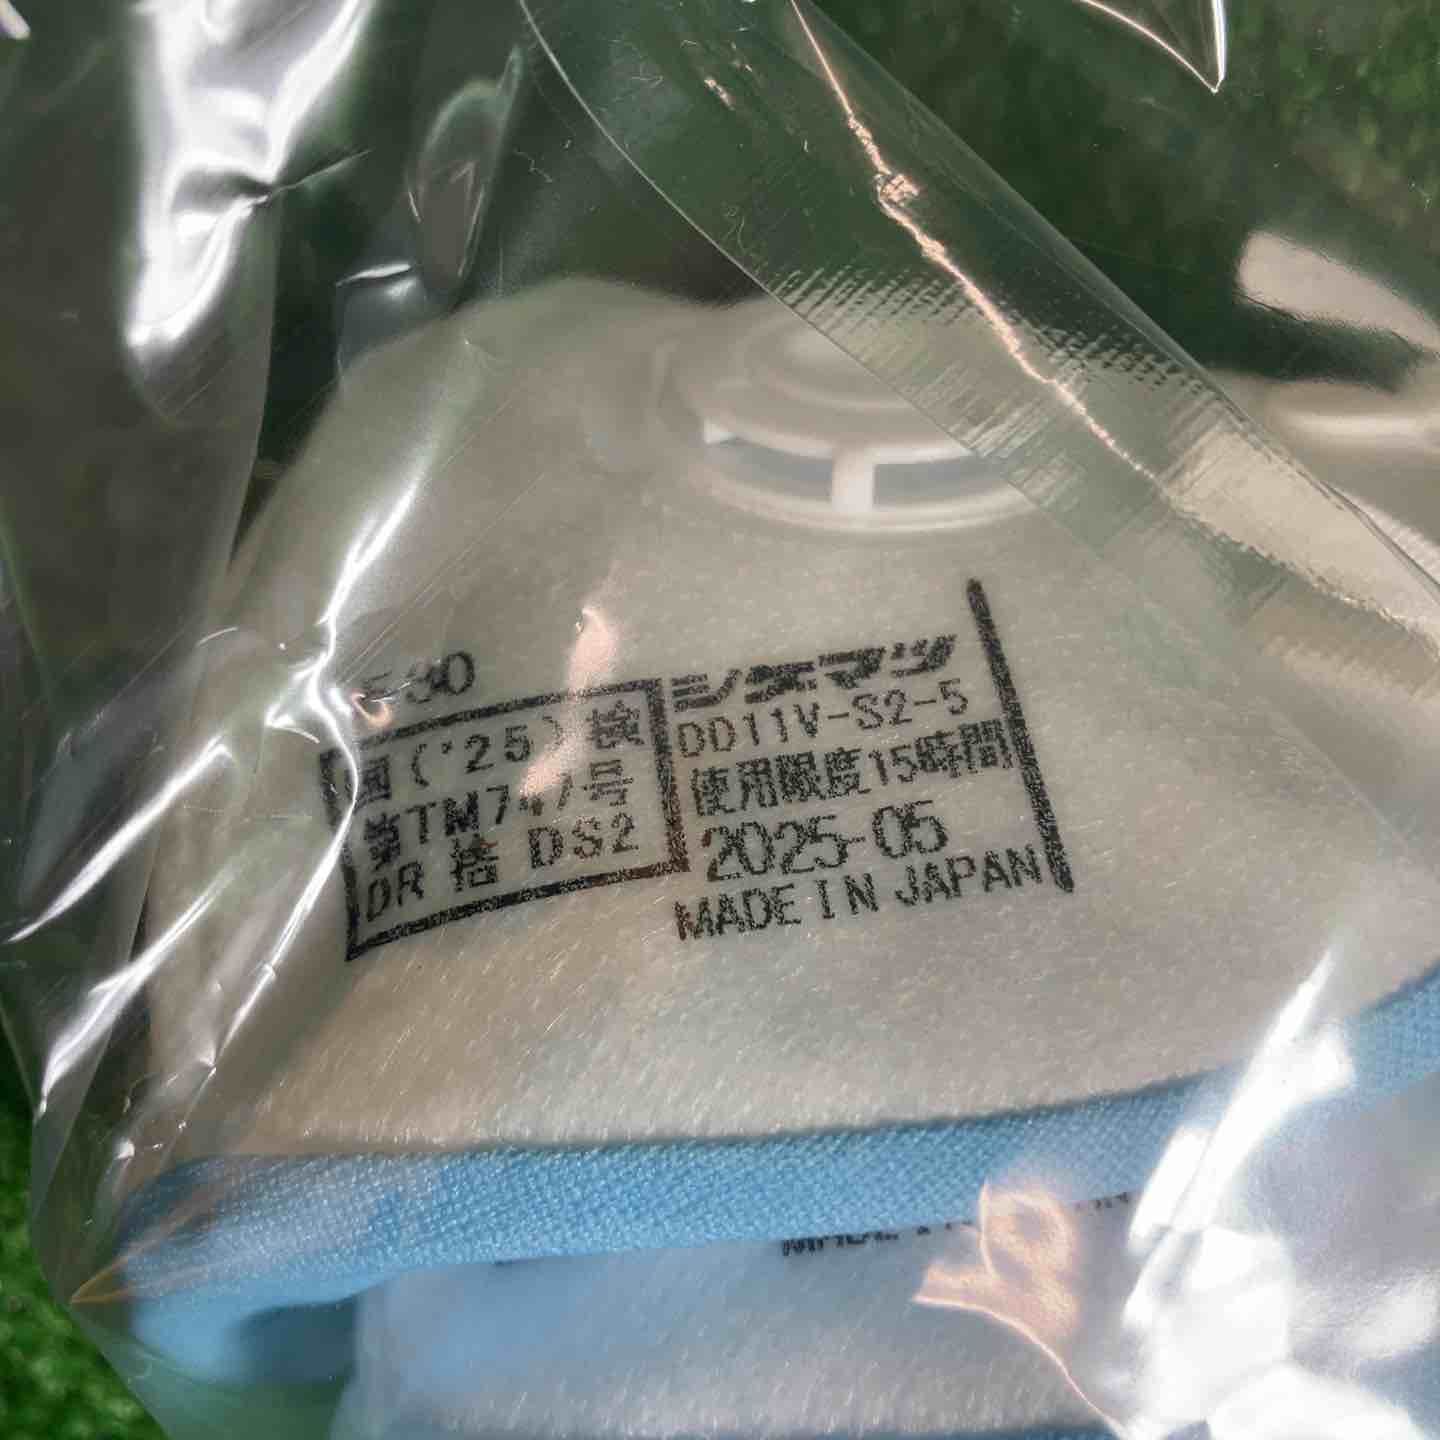 30
国('25)検
第TM747号
DR 捨 DS2
シゲマツ
DD11V-S2-5
使用限度15時間
2025-05
MADE IN JAPAN